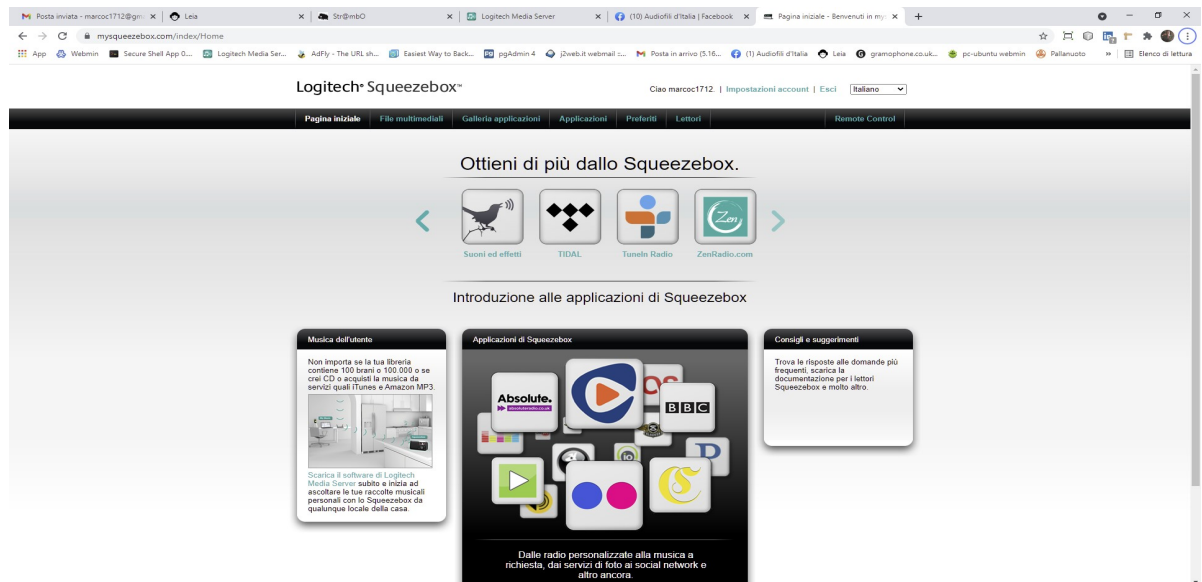 Posta inviata - marcoc1712@gm
Leia
Str@mbO
Logitech Media Server
(10) Audiofili d'Italia | Facebook
Pagina iniziale - Benvenuti in my
mysqueezebox.com/index/Home
App
Webmin
Secure Shell App 0....
Logitech Media Ser...
AdFly - The URL sh...
Easiest Way to Back...
pgAdmin 4
j2web.it webmail ::...
Posta in arrivo (5.16...
(1) Audiofili d'Italia
Leia
gramophone.co.uk...
pc-ubuntu webmin
Pallanuoto
»
Elenco di lettura
Logitech® Squeezebox™
Ciao marcoc1712. | Impostazioni account | Esci
Italiano
Pagina iniziale
File multimediali
Galleria applicazioni
Applicazioni
Preferiti
Lettori
Remote Control
Ottieni di più dallo Squeezebox.
Zen
Suoni ed effetti
TIDAL
TuneIn Radio
ZenRadio.com
Introduzione alle applicazioni di Squeezebox
Musica dell'utente
Non importa se la tua libreria
contiene 100 brani o 100.000 o se
crei CD o acquisti la musica da
servizi quali iTunes e Amazon MP3.
Scarica il software di Logitech
Media Server subito e inizia ad
ascoltare le tue raccolte musicali
personali con lo Squeezebox da
qualunque locale della casa.
Applicazioni di Squeezebox
Absolute.
absoluteradio.co.uk
BBC
Dalle radio personalizzate alla musica a
richiesta, dai servizi di foto ai social network e
altro ancora.
Consigli e suggerimenti
Trova le risposte alle domande più
frequenti, scarica la
documentazione per i lettori
Squeezebox e molto altro.